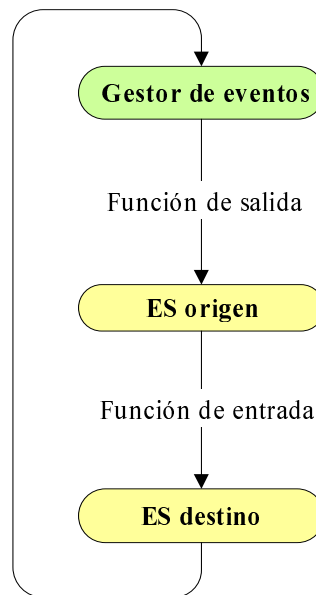 Gestor de eventos
Función de salida
ES origen
Función de entrada
ES destino